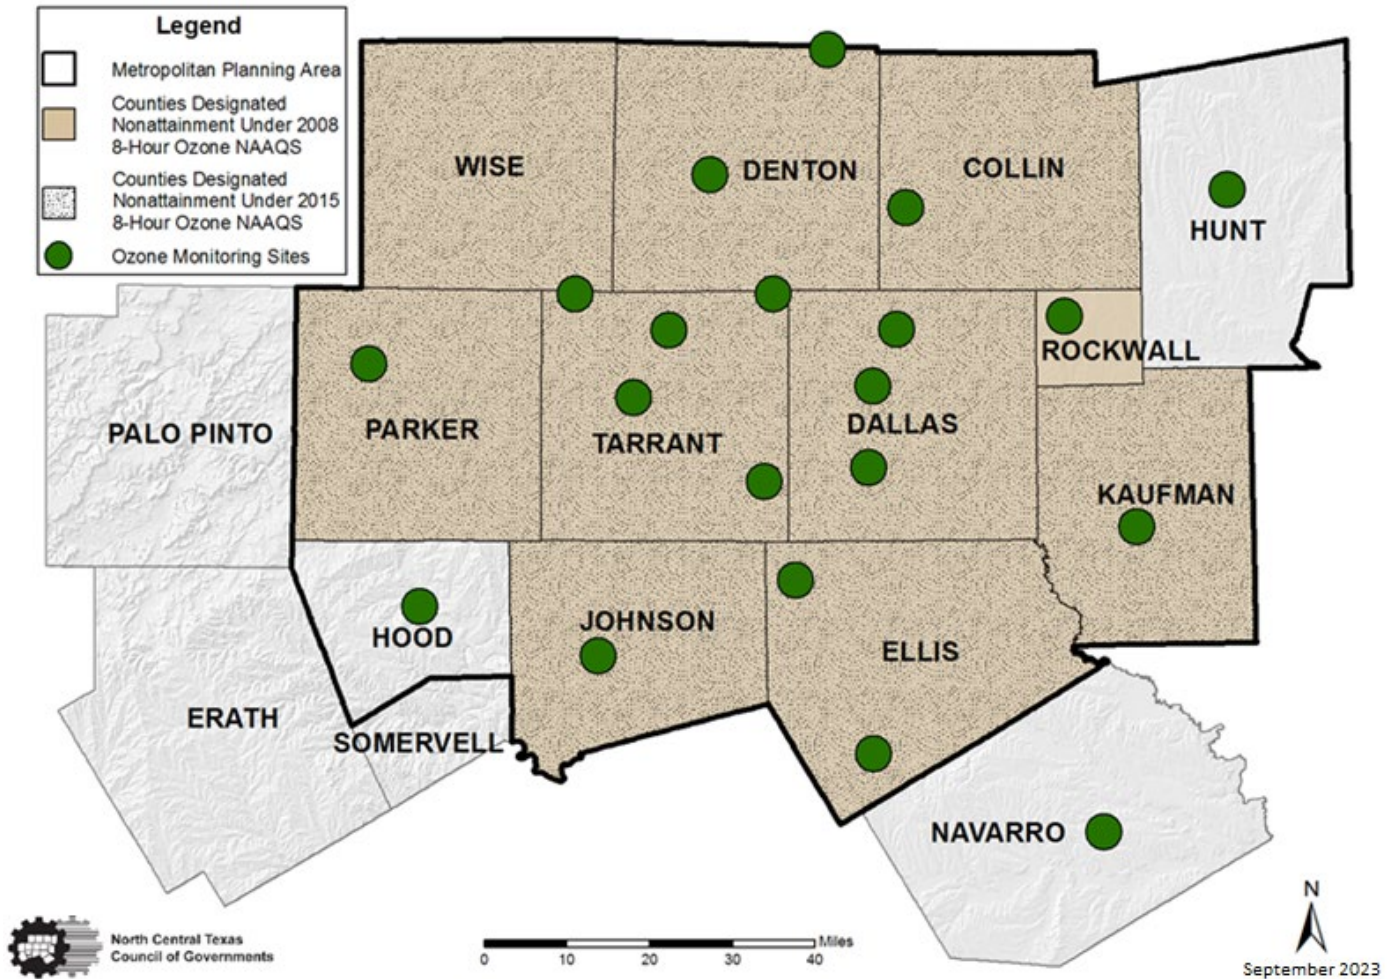 Legend
Metropolitan Planning Area
Counties Designated
Nonattainment Under 2008
8-Hour Ozone NAAQS
Counties Designated
Nonattainment Under 2015
8-Hour Ozone NAAQS
Ozone Monitoring Sites
WISE
DENTON
COLLIN
HUNT
ROCKWALL
PALO PINTO
PARKER
TARRANT
DALLAS
KAUFMAN
HOOD
JOHNSON
ELLIS
ERATH
SOMERVELL
NAVARRO
North Central Texas
Council of Governments
Miles
0 10 20 30 40
N
September 2023